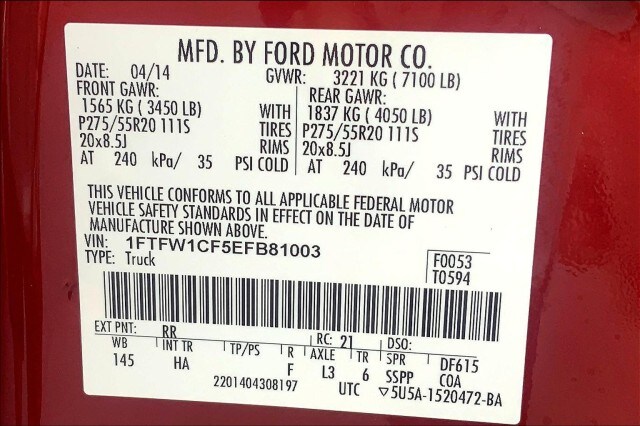 MFD. BY FORD MOTOR CO.
DATE: 04/14 GVWR: 3221 KG ( 7100 LB)
FRONT GAWR: REAR GAWR:
1565 KG ( 3450 LB) WITH 1837 KG ( 4050 LB) WITH
P275/55R20 111S TIRES P275/55R20 111S TIRES
20x8.5J RIMS 20x8.5J RIMS
AT 240 kPa/ 35 PSI COLD AT 240 kPa/ 35 PSI COLD
THIS VEHICLE CONFORMS TO ALL APPLICABLE FEDERAL MOTOR
VEHICLE SAFETY STANDARDS IN EFFECT ON THE DATE OF
MANUFACTURE SHOWN ABOVE.
VIN: 1FTFW1CF5EFB81003
TYPE: Truck
F0053
T0594
EXT PNT: RR RC: 21 DSO:
WB INT TR TP/PS R AXLE TR SPR DF615
145 HA F L3 6 SSPP COA
2201404308197 UTC ▽5U5A-1520472-BA